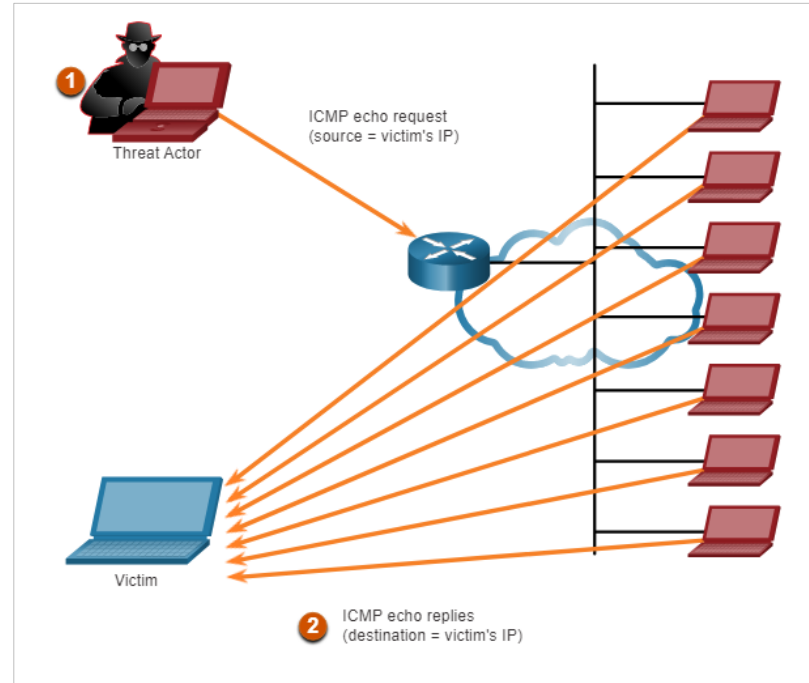 1
Threat Actor
ICMP echo request
(source = victim's IP)
Victim
2
ICMP echo replies
(destination = victim's IP)